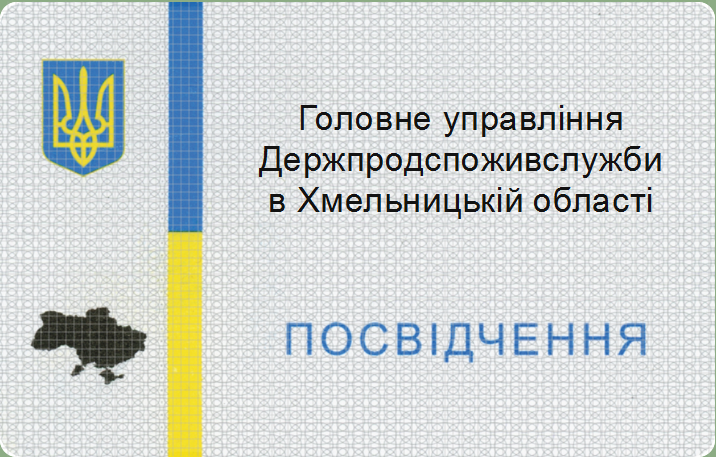 Головне управління
Держпродспоживслужби
в Хмельницькій області
ПОСВІДЧЕННЯ